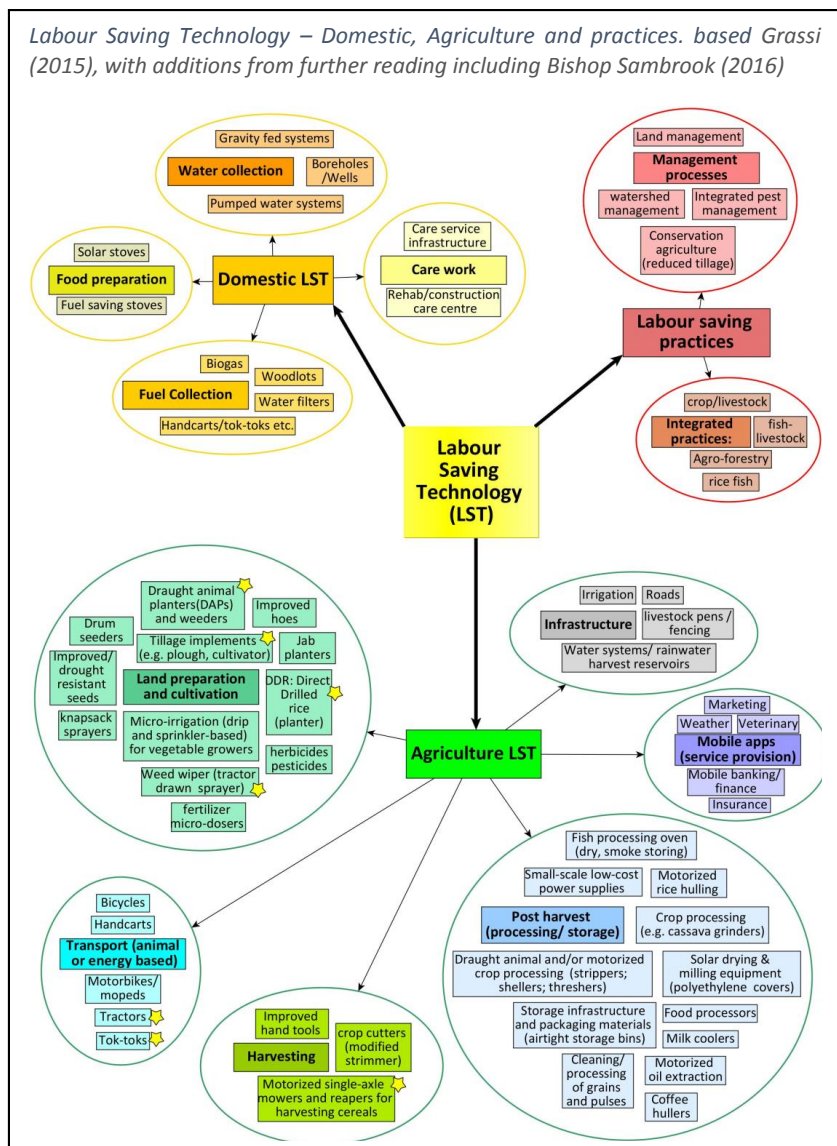 Labour Saving Technology – Domestic, Agriculture and practices. based Grassi
(2015), with additions from further reading including Bishop Sambrook (2016)
Gravity fed systems
Water collection
Boreholes
/Wells
Pumped water systems
Solar stoves
Food preparation
Fuel saving stoves
Domestic LST
Care service
infrastructure
Care work
Rehab/construction
care centre
Biogas
Woodlots
Fuel Collection
Water filters
Handcarts/tok-toks etc.
Land management
Management
processes
watershed
management
Integrated pest
management
Conservation
agriculture
(reduced tillage)
Labour saving
practices
crop/livestock
Integrated
practices:
fish-
livestock
Agro-forestry
rice fish
Labour
Saving
Technology
(LST)
Draught animal
planters(DAPs)
and weeders
Improved
hoes
Drum
seeders
Tillage implements
(e.g. plough, cultivator)
Jab
planters
Improved/
drought
resistant
seeds
Land preparation
and cultivation
DDR: Direct
Drilled
rice
(planter)
knapsack
sprayers
Micro-irrigation (drip
and sprinkler-based)
for vegetable growers
herbicides
pesticides
Weed wiper (tractor
drawn sprayer)
fertilizer
micro-dosers
Agriculture LST
Irrigation
Roads
Infrastructure
livestock pens /
fencing
Water systems/ rainwater
harvest reservoirs
Marketing
Weather
Veterinary
Mobile apps
(service provision)
Mobile banking/
finance
Insurance
Bicycles
Handcarts
Transport (animal
or energy based)
Motorbikes/
mopeds
Tractors
Tok-toks
Improved
hand tools
crop cutters
(modified
strimmer)
Harvesting
Motorized single-axle
mowers and reapers for
harvesting cereals
Fish processing oven
(dry, smoke storing)
Small-scale low-cost
power supplies
Motorized
rice hulling
Post harvest
(processing/ storage)
Crop processing
(e.g. cassava grinders)
Draught animal and/or motorized
crop processing (strippers;
shellers; threshers)
Solar drying &
milling equipment
(polyethylene covers)
Storage infrastructure
and packaging materials
(airtight storage bins)
Food processors
Milk coolers
Cleaning/
processing
of grains
and pulses
Motorized
oil extraction
Coffee
hullers